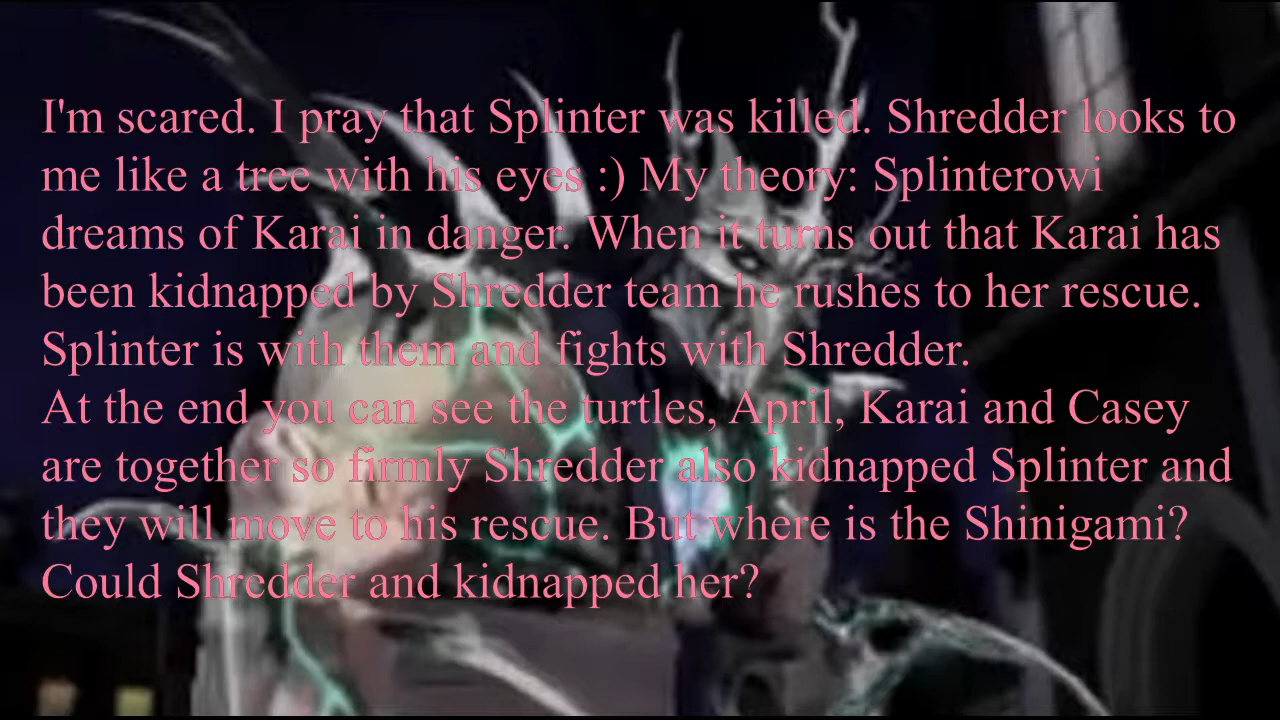 I'm scared. I pray that Splinter was killed. Shredder looks to
me like a tree with his eyes :) My theory: Splinterowi
dreams of Karai in danger. When it turns out that Karai has
been kidnapped by Shredder team he rushes to her rescue.
Splinter is with them and fights with Shredder.
At the end you can see the turtles, April, Karai and Casey
are together so firmly Shredder also kidnapped Splinter and
they will move to his rescue. But where is the Shinigami?
Could Shredder and kidnapped her?